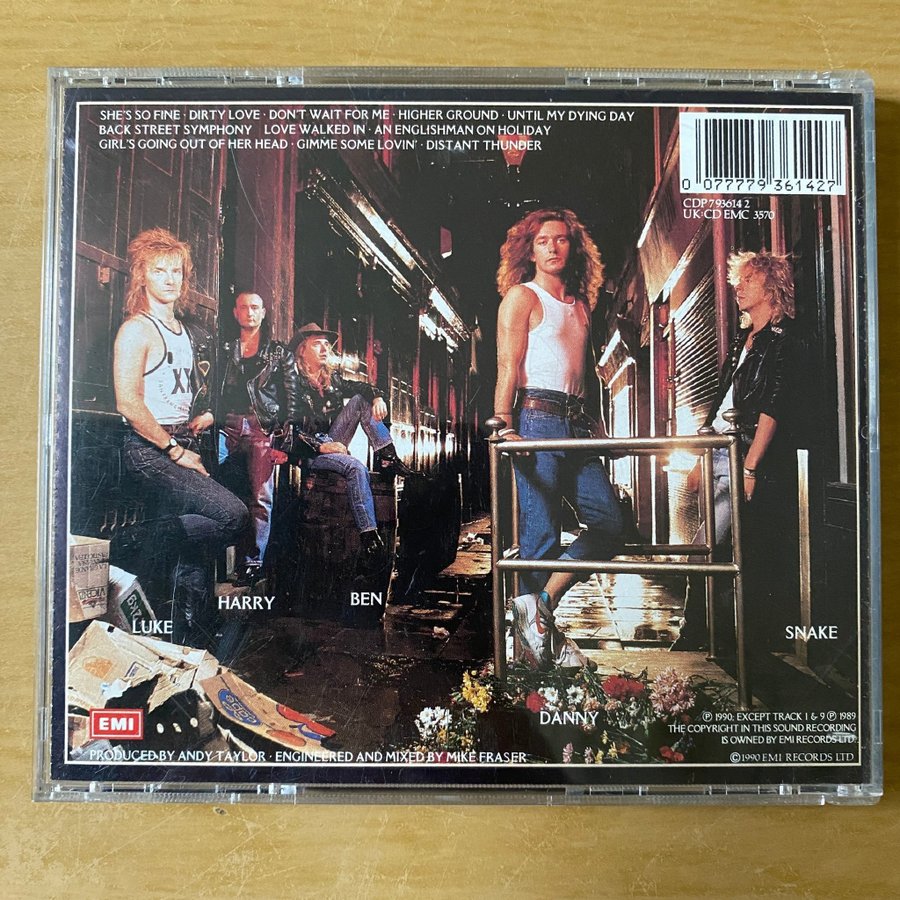 SHE'S SO FINE · DIRTY LOVE · DON'T WAIT FOR ME · HIGHER GROUND · UNTIL MY DYING DAY
BACK STREET SYMPHONY LOVE WALKED IN · AN ENGLISHMAN ON HOLIDAY
GIRL'S GOING OUT OF HER HEAD · GIMME SOME LOVIN' · DISTANT THUNDER
0 077779 361427
CDP 7 93614 2
UK: CD EMC 3570
XX
LUKE
HARRY
BEN
DANNY
SNAKE
EMI
Ⓟ 1990; EXCEPT TRACK 1 & 9 Ⓟ 1989
THE COPYRIGHT IN THIS SOUND RECORDING
IS OWNED BY EMI RECORDS LTD.
PRODUCED BY ANDY TAYLOR · ENGINEERED AND MIXED BY MIKE FRASER
© 1990 EMI RECORDS LTD